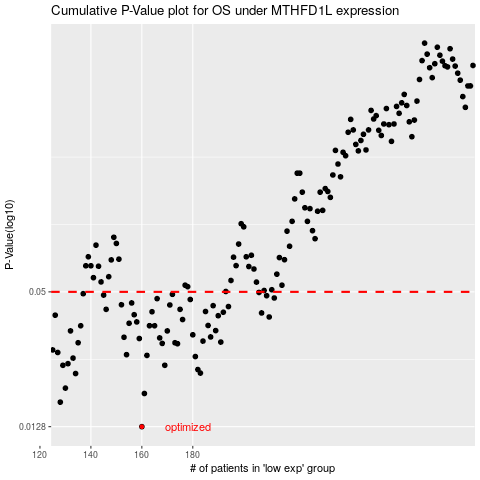 Cumulative P-Value plot for OS under MTHFD1L expression
P-Value(log10)
0.05
0.0128
optimized
120 140 160 180
# of patients in 'low exp' group